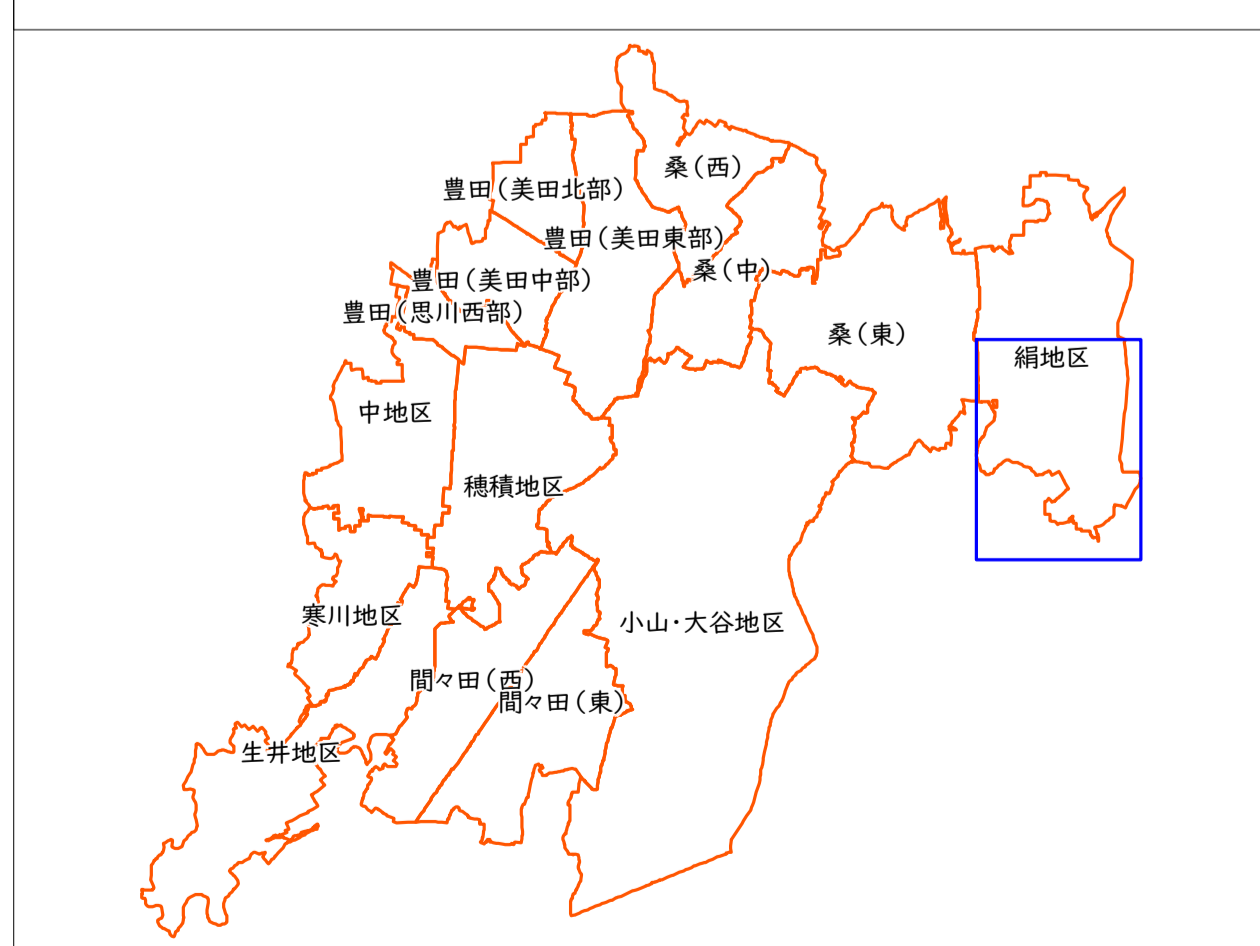 桑(西)
豊田(美田北部)
豊田(美田東部)
桑(中)
豊田(美田中部)
豊田(思川西部)
桑(東)
絹地区
中地区
穂積地区
寒川地区
小山・大谷地区
間々田(西)
間々田(東)
生井地区